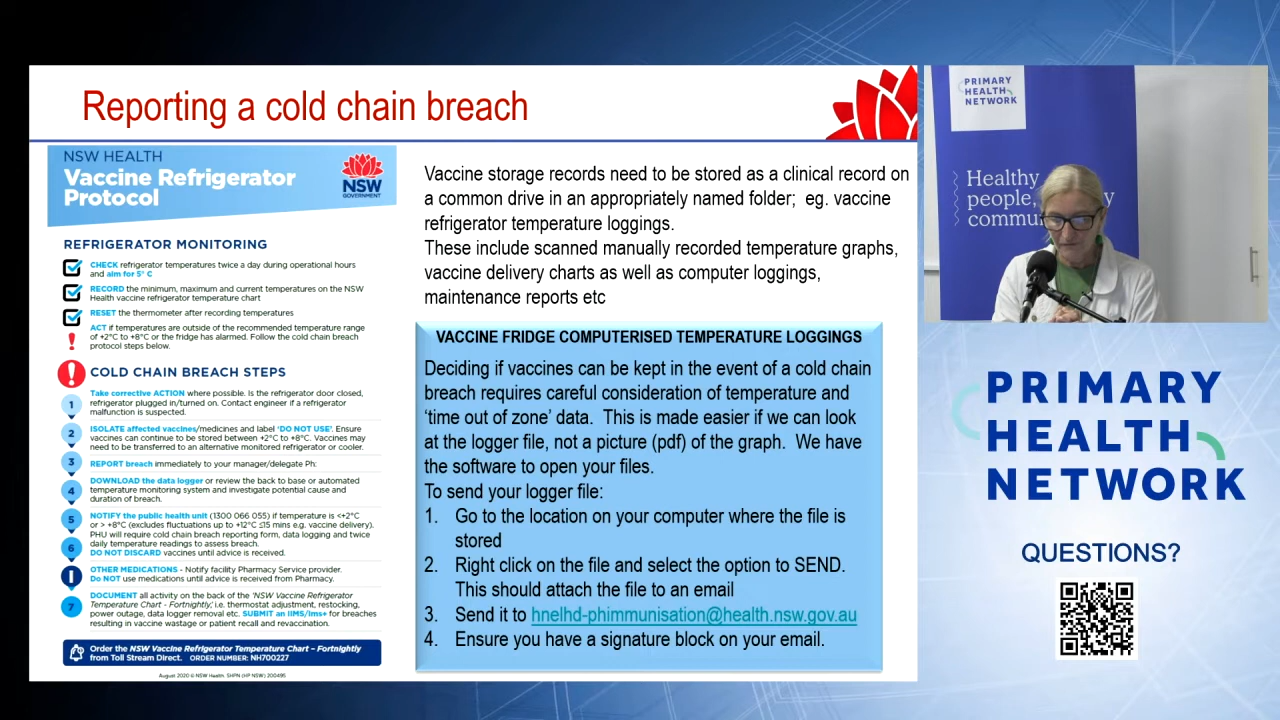 Reporting a cold chain breach
NSW HEALTH
Vaccine Refrigerator
Protocol
NSW
GOVERNMENT
REFRIGERATOR MONITORING
CHECK refrigerator temperatures twice a day during operational hours
and aim for 5° C
RECORD the minimum, maximum and current temperatures on the NSW
Health vaccine refrigerator temperature chart
RESET the thermometer after recording temperatures
ACT if temperatures are outside of the recommended temperature range
of +2°C to +8°C or the fridge has alarmed. Follow the cold chain breach
protocol steps below.
COLD CHAIN BREACH STEPS
1
Take corrective ACTION where possible. Is the refrigerator door closed,
refrigerator plugged in/turned on. Contact engineer if a refrigerator
malfunction is suspected.
2
ISOLATE affected vaccines/medicines and label 'DO NOT USE'. Ensure
vaccines can continue to be stored between +2°C to +8°C. Vaccines may
need to be transferred to an alternative monitored refrigerator or cooler.
3
REPORT breach immediately to your manager/delegate Ph:
4
DOWNLOAD the data logger or review the back to base or automated
temperature monitoring system and investigate potential cause and
duration of breach.
5
NOTIFY the public health unit (1300 066 055) if temperature is <+2°C
or > +8°C (excludes fluctuations up to +12°C ≤15 mins e.g. vaccine delivery).
PHU will require cold chain breach reporting form, data logging and twice
daily temperature readings to assess breach.
6
DO NOT DISCARD vaccines until advice is received.
OTHER MEDICATIONS - Notify facility Pharmacy Service provider.
Do NOT use medications until advice is received from Pharmacy.
7
DOCUMENT all activity on the back of the 'NSW Vaccine Refrigerator
Temperature Chart - Fortnightly,' i.e. thermostat adjustment, restocking,
power outage, data logger removal etc. SUBMIT an IIMS/ims+ for breaches
resulting in vaccine wastage or patient recall and revaccination.
Order the NSW Vaccine Refrigerator Temperature Chart – Fortnightly
from Toll Stream Direct. ORDER NUMBER: NH700227
August 2020 © NSW Health. SHPN (HP NSW) 200495
Vaccine storage records need to be stored as a clinical record on
a common drive in an appropriately named folder; eg. vaccine
refrigerator temperature loggings.
These include scanned manually recorded temperature graphs,
vaccine delivery charts as well as computer loggings,
maintenance reports etc
VACCINE FRIDGE COMPUTERISED TEMPERATURE LOGGINGS
Deciding if vaccines can be kept in the event of a cold chain
breach requires careful consideration of temperature and
‘time out of zone’ data. This is made easier if we can look
at the logger file, not a picture (pdf) of the graph. We have
the software to open your files.
To send your logger file:
1. Go to the location on your computer where the file is
stored
2. Right click on the file and select the option to SEND.
This should attach the file to an email
3. Send it to hnelhd-phimmunisation@health.nsw.gov.au
4. Ensure you have a signature block on your email.
PRIMARY
HEALTH
NETWORK
Healthy
people,
commu
y
PRIMARY
HEALTH
NETWORK
QUESTIONS?